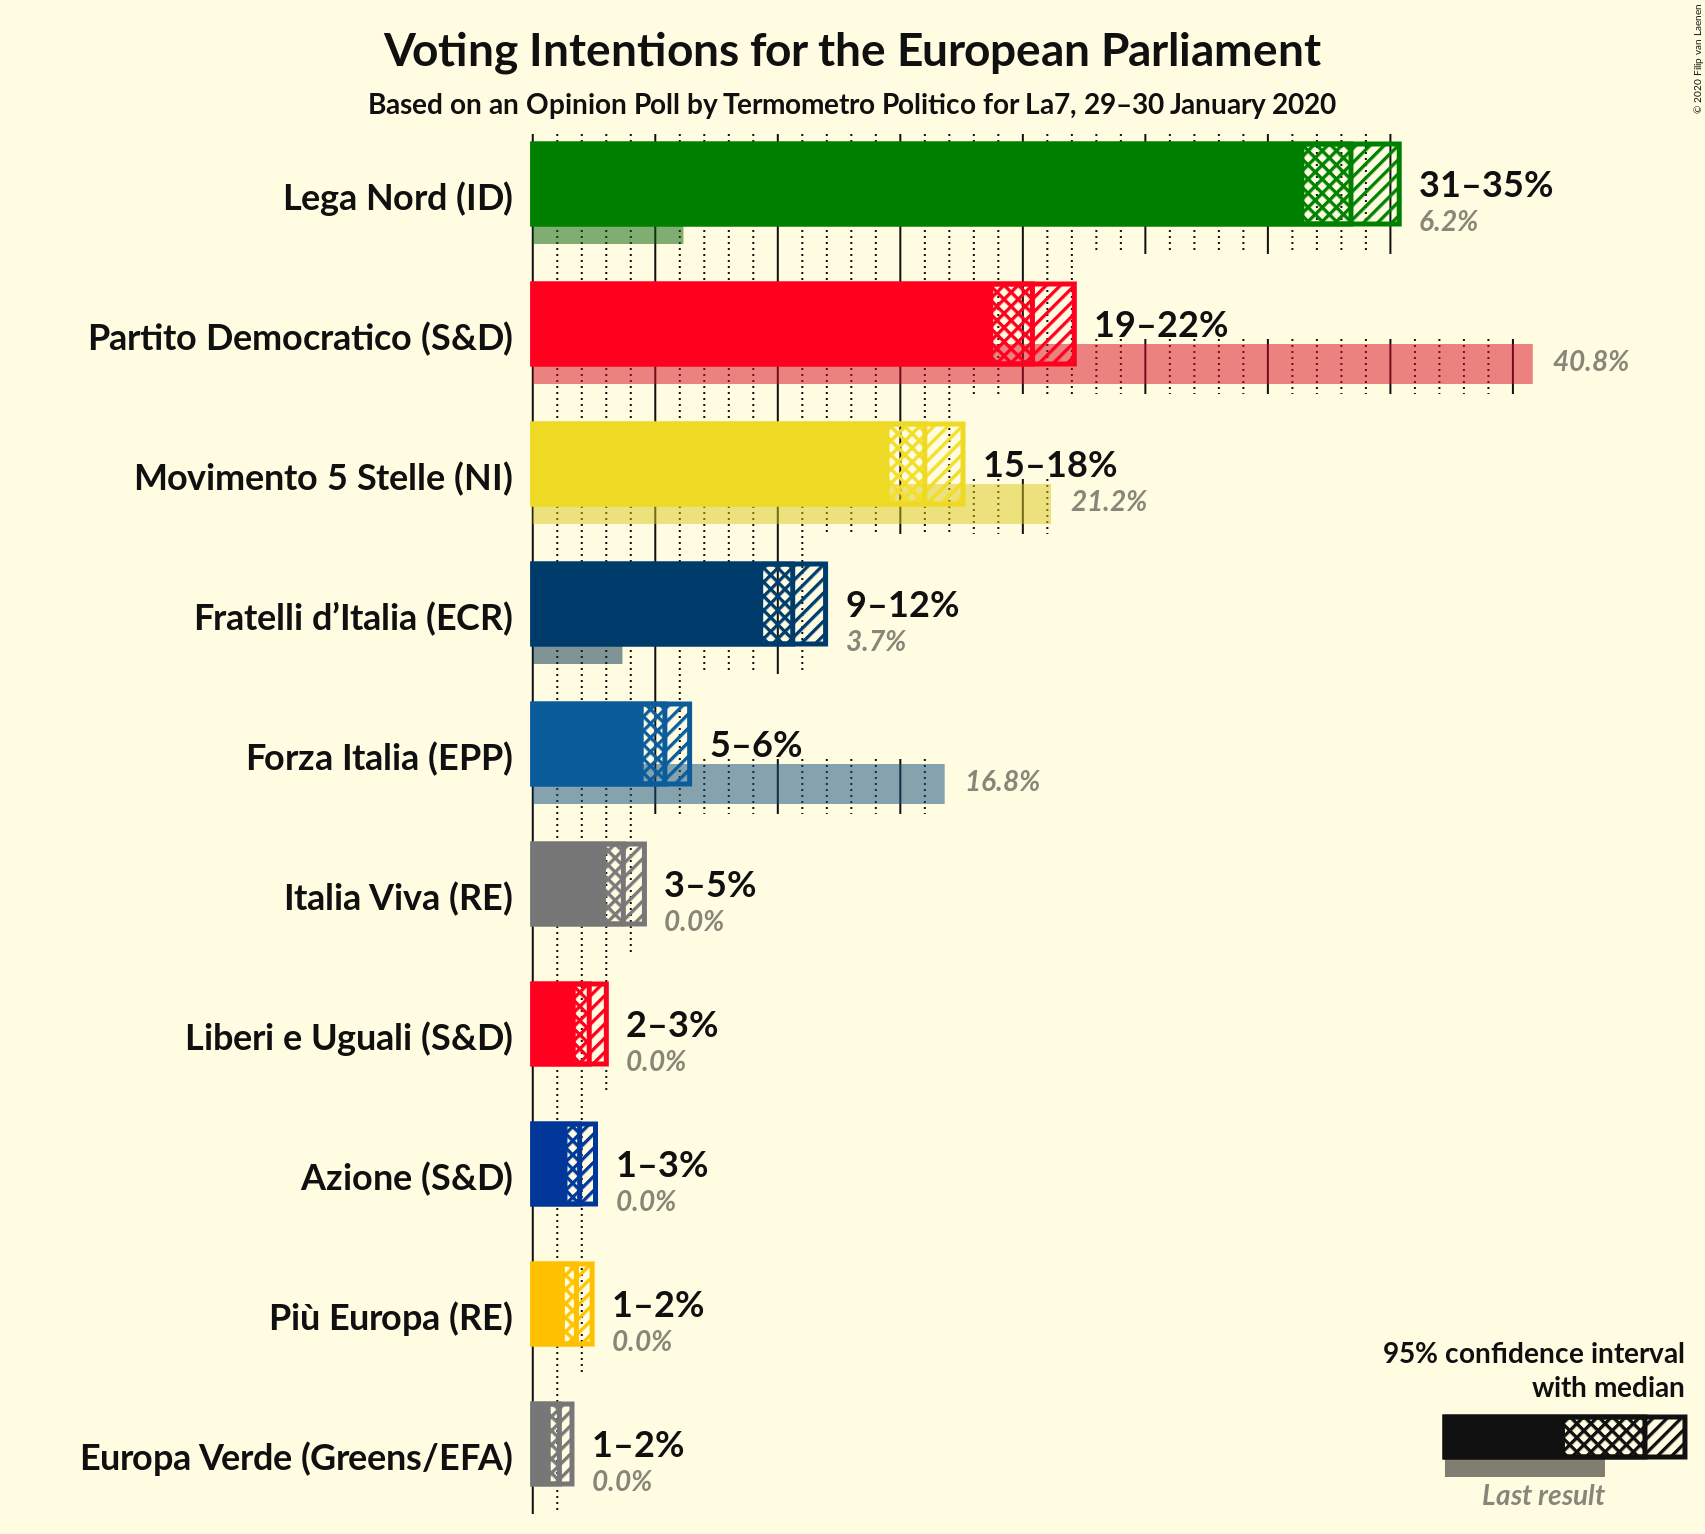 Voting Intentions for the European Parliament
Based on an Opinion Poll by Termometro Politico for La7, 29–30 January 2020
© 2020 Filip van Laenen
Lega Nord (ID)
31–35%
6.2%
Partito Democratico (S&D)
19–22%
40.8%
Movimento 5 Stelle (NI)
15–18%
21.2%
Fratelli d’Italia (ECR)
9–12%
3.7%
Forza Italia (EPP)
5–6%
16.8%
Italia Viva (RE)
3–5%
0.0%
Liberi e Uguali (S&D)
2–3%
0.0%
Azione (S&D)
1–3%
0.0%
Più Europa (RE)
1–2%
0.0%
Europa Verde (Greens/EFA)
1–2%
0.0%
95% confidence interval
with median
Last result